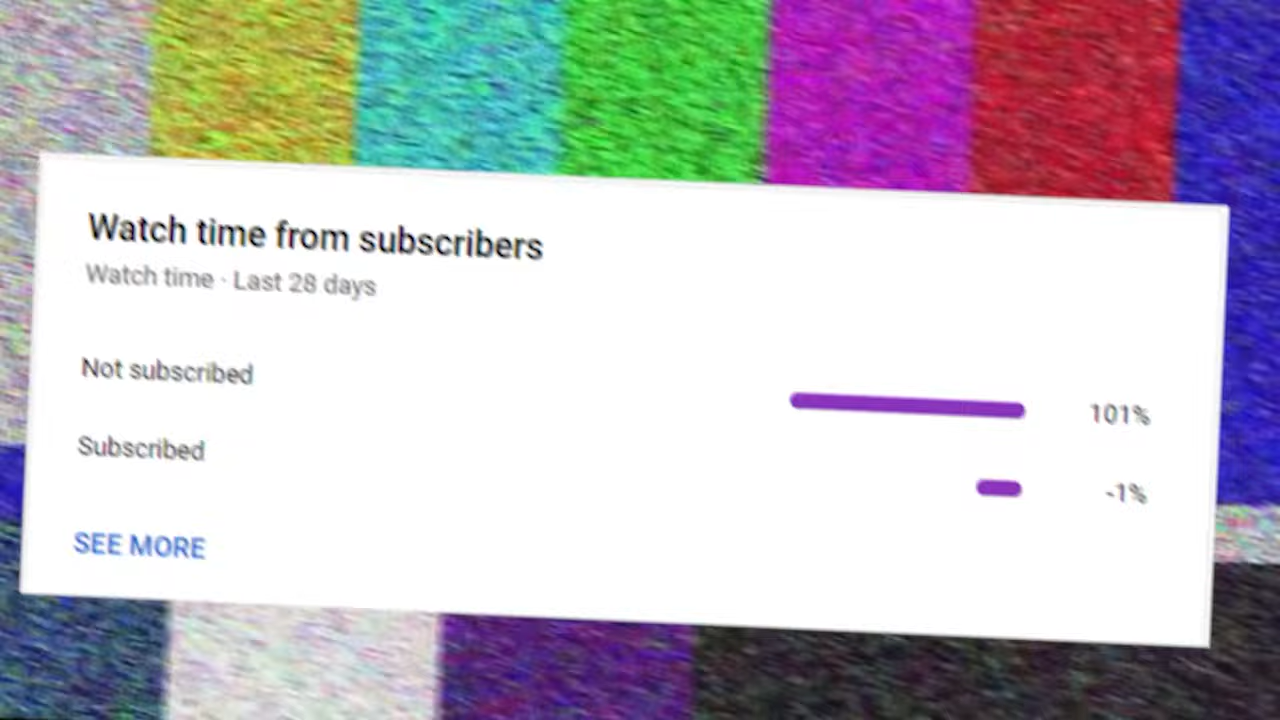 Watch time from subscribers
Watch time · Last 28 days
Not subscribed 101%
Subscribed -1%
SEE MORE